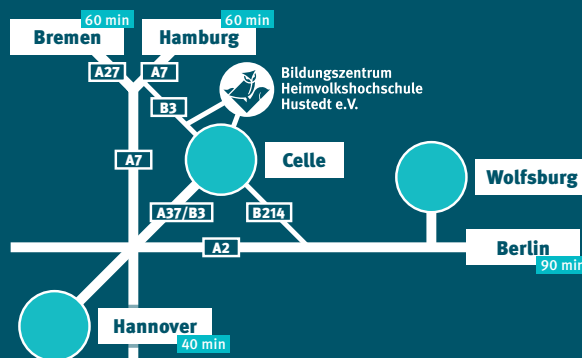 60 min
60 min
Bremen
Hamburg
A27
A7
B3
Bildungszentrum
Heimvolkshochschule
Hustedt e.V.
A7
Celle
Wolfsburg
A37/B3
B214
A2
Berlin
90 min
Hannover
40 min